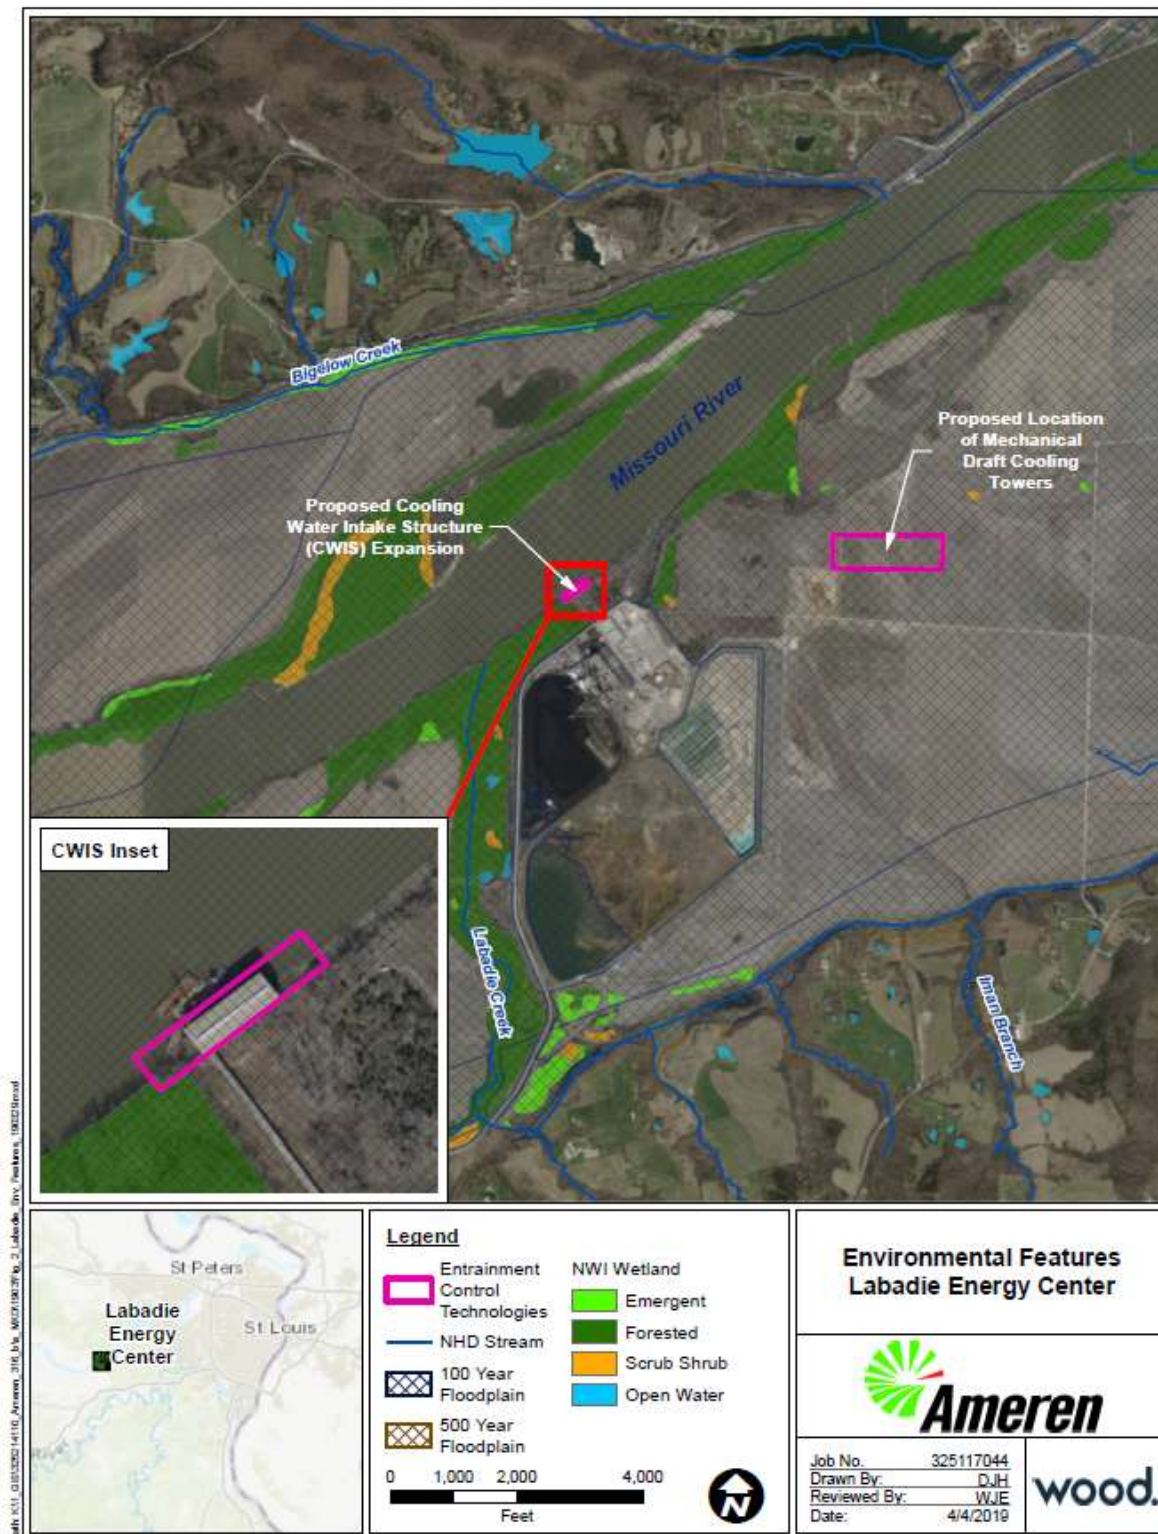 Bigelow Creek
Missouri River
Proposed Location
of Mechanical
Draft Cooling
Towers
Proposed Cooling
Water Intake Structure
(CWIS) Expansion
CWIS Inset
Labadie Creek
Iman Branch
St Peters
St Louis
Labadie
Energy
Center
Legend
Entrainment
Control
Technologies
NHD Stream
100 Year
Floodplain
500 Year
Floodplain
NWI Wetland
Emergent
Forested
Scrub Shrub
Open Water
0 1,000 2,000 4,000
Feet
N
Environmental Features
Labadie Energy Center
Ameren
Job No. 325117044
Drawn By: DJH
Reviewed By: WJE
Date: 4/4/2019
wood.